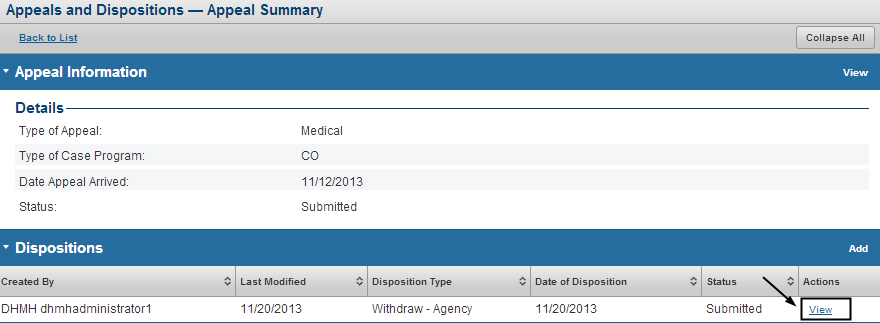 Appeals and Dispositions — Appeal Summary
Back to List Collapse All
Appeal Information View
Details
Type of Appeal: Medical
Type of Case Program: CO
Date Appeal Arrived: 11/12/2013
Status: Submitted
Dispositions Add
Created By Last Modified Disposition Type Date of Disposition Status Actions
DHMH dhmhadministrator1 11/20/2013 Withdraw - Agency 11/20/2013 Submitted View